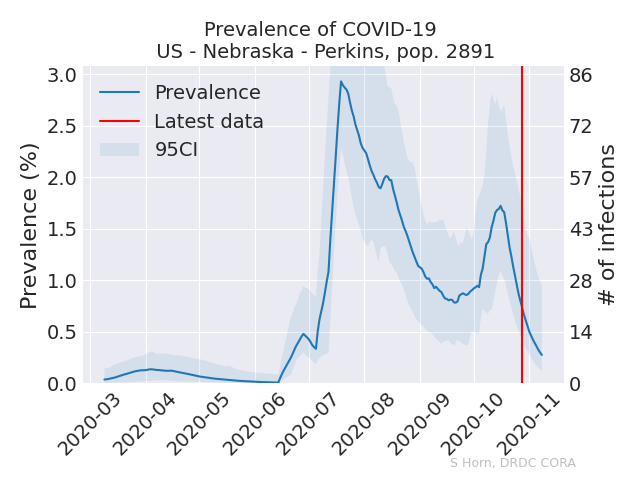 Prevalence of COVID-19
US - Nebraska - Perkins, pop. 2891
Prevalence
Latest data
95CI
Prevalence (%)
3.0
2.5
2.0
1.5
1.0
0.5
0.0
# of infections
86
72
57
43
28
14
0
2020-03
2020-04
2020-05
2020-06
2020-07
2020-08
2020-09
2020-10
2020-11
S Horn, DRDC CORA